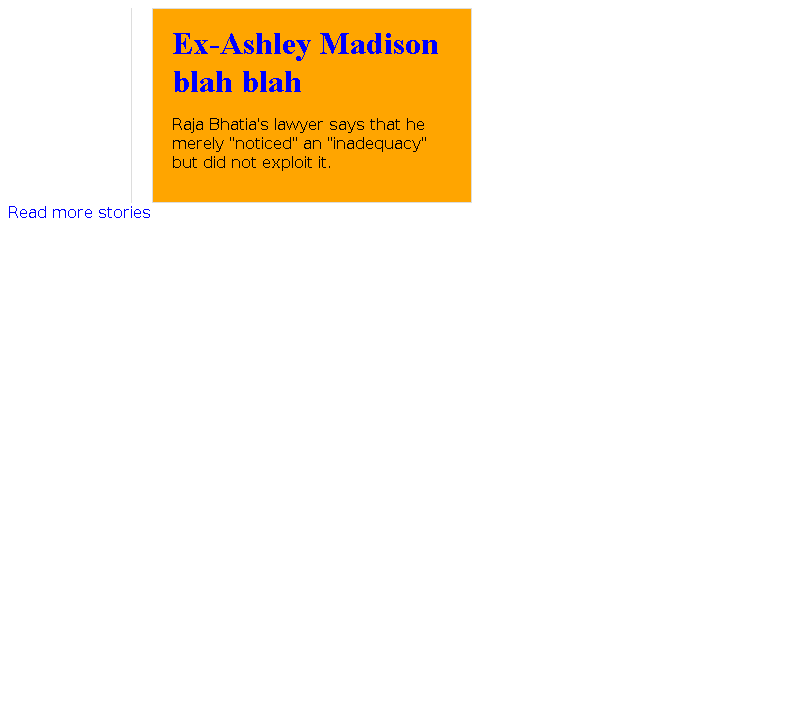 Ex-Ashley Madison
blah blah
Raja Bhatia's lawyer says that he
merely "noticed" an "inadequacy"
but did not exploit it.
Read more stories